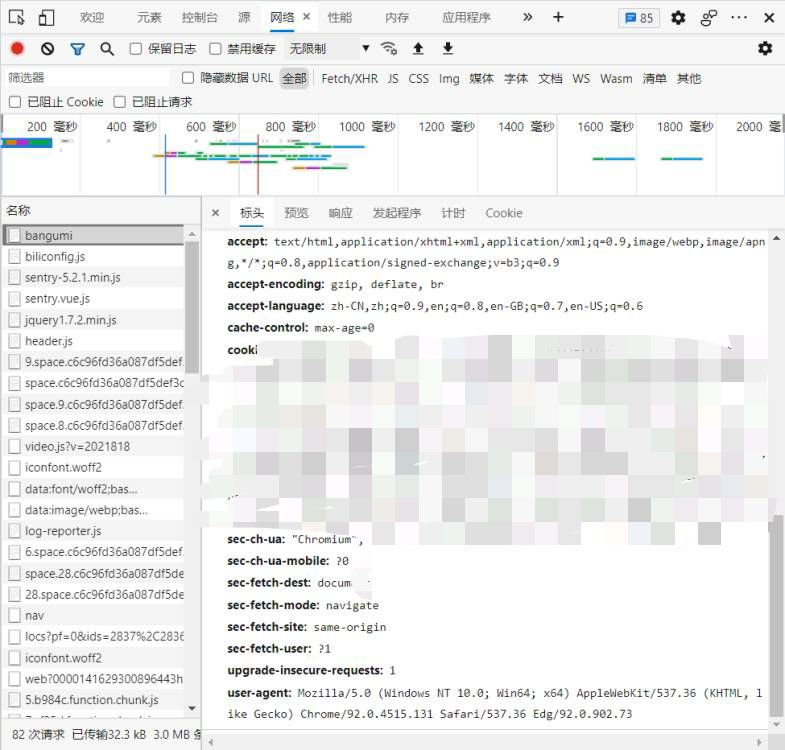 欢迎 元素 控制台 源 网络 性能 内存 应用程序 85
保留日志 禁用缓存 无限制
筛选器 隐藏数据 URL 全部 Fetch/XHR JS CSS Img 媒体 字体 文档 WS Wasm 清单 其他
已阻止 Cookie 已阻止请求
200 毫秒 400 毫秒 600 毫秒 800 毫秒 1000 毫秒 1200 毫秒 1400 毫秒 1600 毫秒 1800 毫秒 2000 毫
名称
bangumi
biliconfig.js
sentry-5.2.1.min.js
sentry.vue.js
jquery1.7.2.min.js
header.js
9.space.c6c96fd36a087df5def.
space.c6c96fd36a087df5def3c
space.9.c6c96fd36a087df5def.
space.8.c6c96fd36a087df5def.
video.js?v=2021818
iconfont.woff2
data:font/woff2;bas...
data:image/webp;bas...
log-reporter.js
6.space.c6c96fd36a087df5def.
space.28.c6c96fd36a087df5de
28.space.c6c96fd36a087df5de
nav
locs?pf=0&ids=2837%2C2836
iconfont.woff2
web?0000141629300896443h
5.b984c.function.chunk.js
82 次请求 已传输32.3 kB 3.0 MB
标头 预览 响应 发起程序 计时 Cookie
accept: text/html,application/xhtml+xml,application/xml;q=0.9,image/webp,image/apn
g,*/*;q=0.8,application/signed-exchange;v=b3;q=0.9
accept-encoding: gzip, deflate, br
accept-language: zh-CN,zh;q=0.9,en;q=0.8,en-GB;q=0.7,en-US;q=0.6
cache-control: max-age=0
cooki
sec-ch-ua: "Chromium",
sec-ch-ua-mobile: ?0
sec-fetch-dest: docum
sec-fetch-mode: navigate
sec-fetch-site: same-origin
sec-fetch-user: ?1
upgrade-insecure-requests: 1
user-agent: Mozilla/5.0 (Windows NT 10.0; Win64; x64) AppleWebKit/537.36 (KHTML, l
ike Gecko) Chrome/92.0.4515.131 Safari/537.36 Edg/92.0.902.73